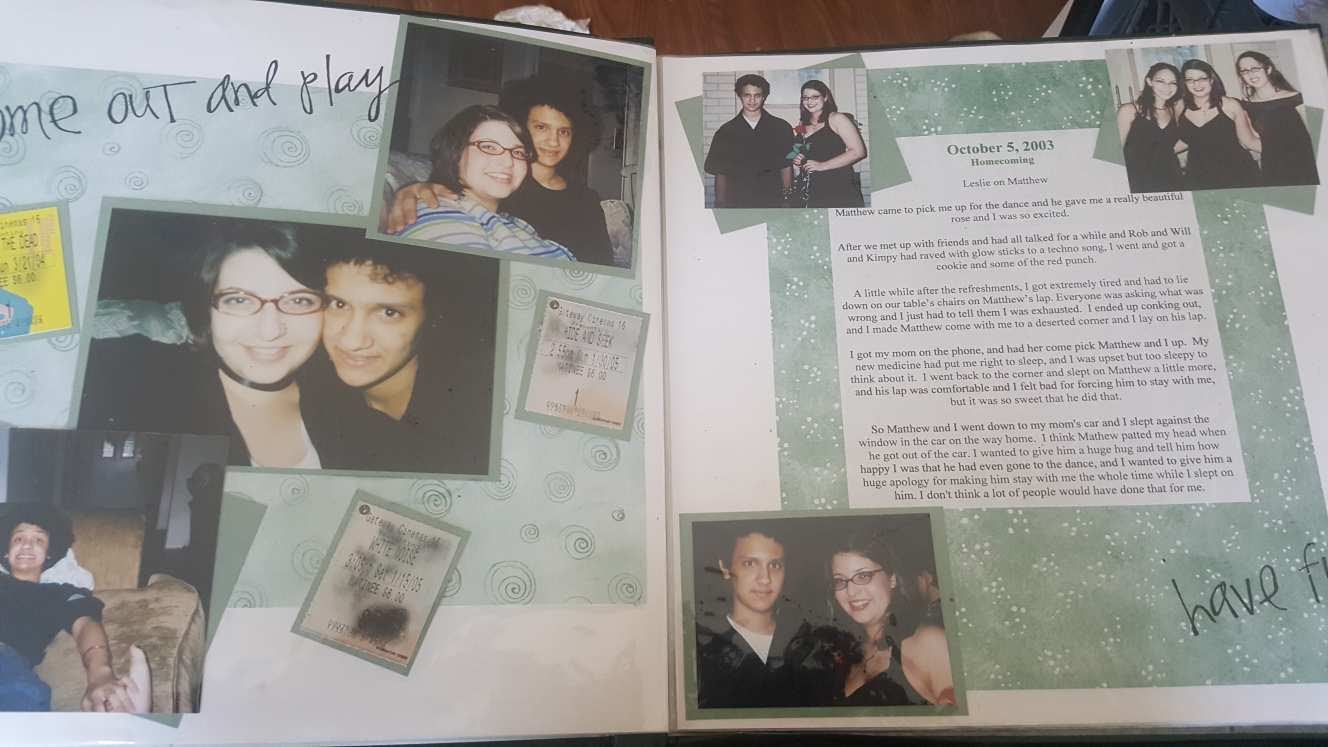 ome out and play
nemas 16
THE DEAD
un 3/21/04
EE $6.00
Gateway Cinemas 16
HIDE AND SEEK
1/30/05
MATINEE $6.00
1
Gateway Cinemas 16
WHITE NOISE
1/15/05
MATINEE $6.00
October 5, 2003
Homecoming
Leslie on Matthew
Matthew came to pick me up for the dance and he gave me a really beautiful
rose and I was so excited.
After we met up with friends and had all talked for a while and Rob and Will
and Kimpy had raved with glow sticks to a techno song, I went and got a
cookie and some of the red punch.
A little while after the refreshments, I got extremely tired and had to lie
down on our table's chairs on Matthew's lap. Everyone was asking what was
wrong and I just had to tell them I was exhausted. I ended up conking out,
and I made Matthew come with me to a deserted corner and I lay on his lap.
I got my mom on the phone, and had her come pick Matthew and I up. My
new medicine had put me right to sleep, and I was upset but too sleepy to
think about it. I went back to the corner and slept on Matthew a little more,
and his lap was comfortable and I felt bad for forcing him to stay with me,
but it was so sweet that he did that.
So Matthew and I went down to my mom's car and I slept against the
window in the car on the way home. I think Mathew patted my head when
he got out of the car. I wanted to give him a huge hug and tell him how
happy I was that he had even gone to the dance, and I wanted to give him a
huge apology for making him stay with me the whole time while I slept on
him. I don't think a lot of people would have done that for me.
have fu